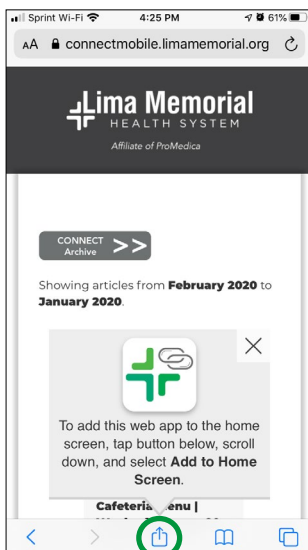 Sprint Wi-Fi 4:25 PM 61%
AA connectmobile.limamemorial.org
Lima Memorial
HEALTH SYSTEM
Affiliate of ProMedica
CONNECT
Archive >>
Showing articles from February 2020 to
January 2020.
To add this web app to the home
screen, tap button below, scroll
down, and select Add to Home
Screen.
Cafeteria Menu |